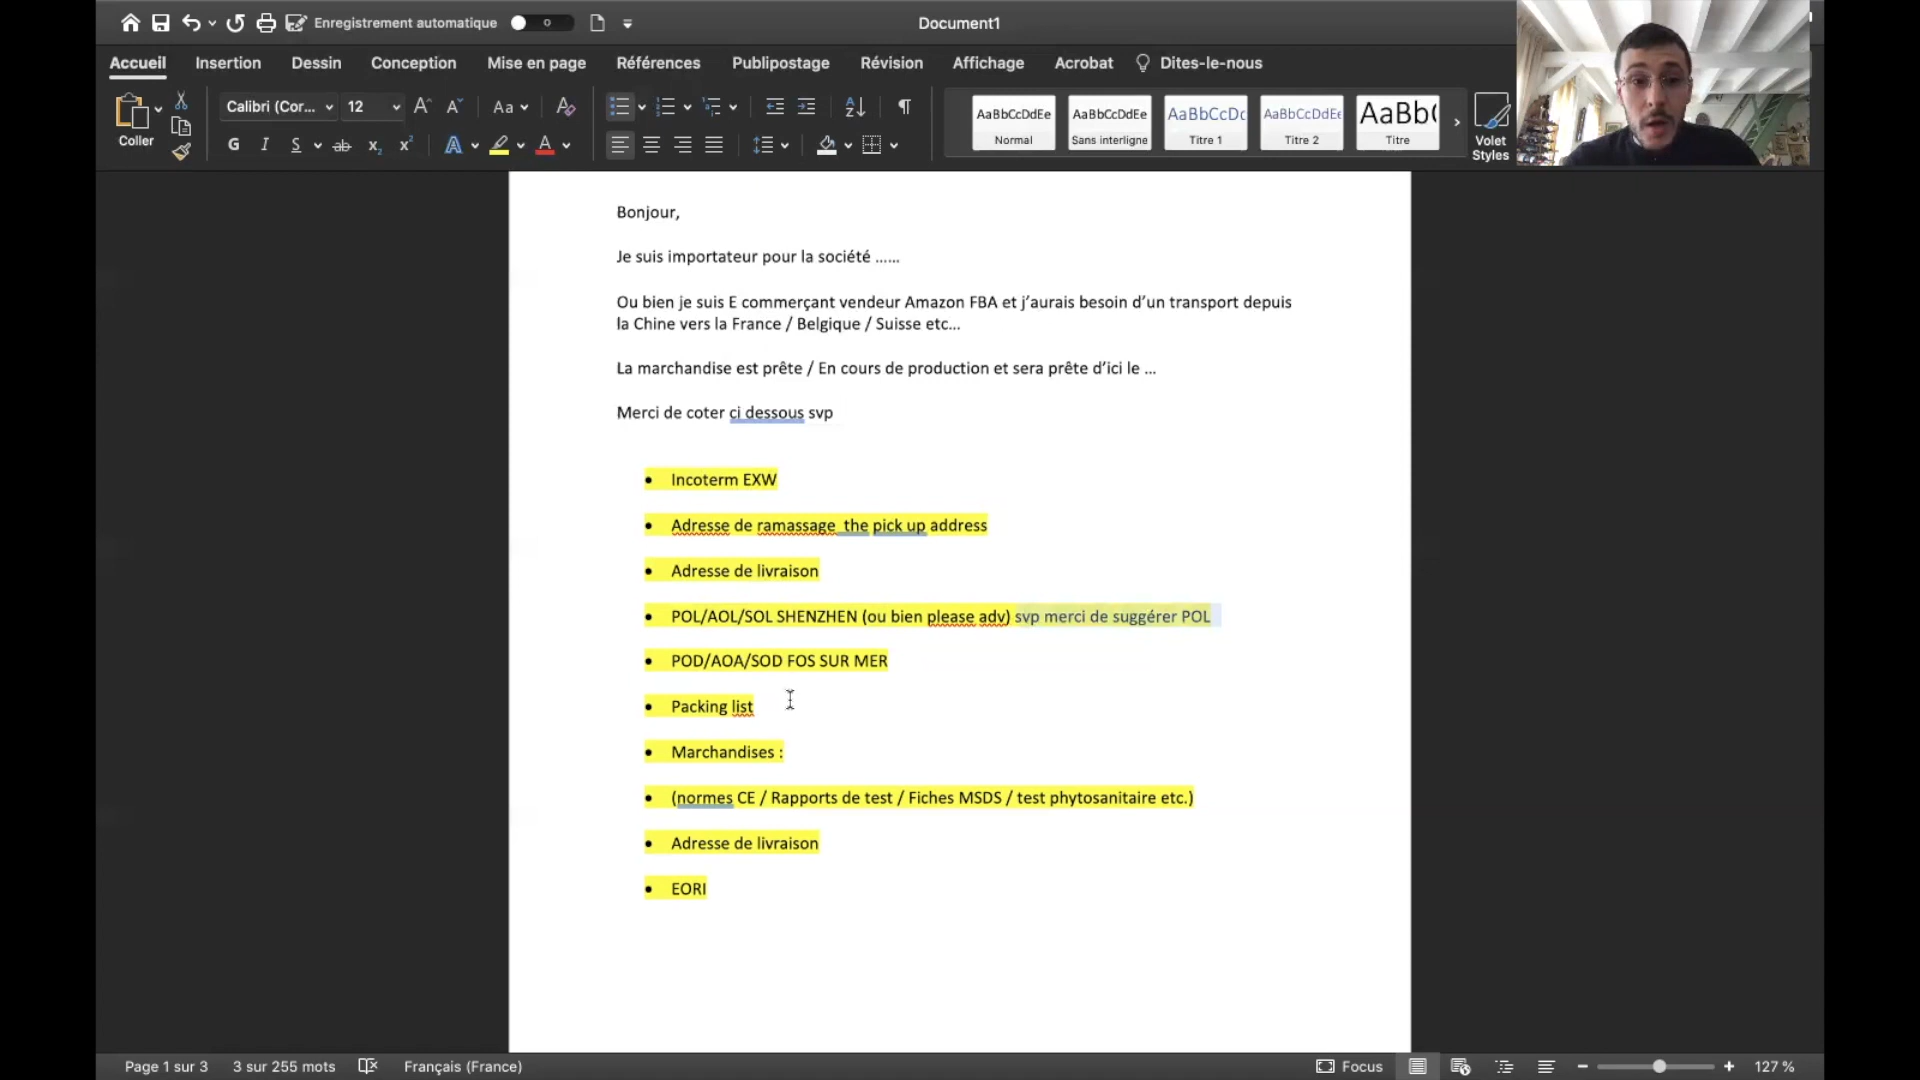 Enregistrement automatique
Document1
Accueil Insertion Dessin Conception Mise en page Références Publipostage Révision Affichage Acrobat Dites-le-nous
Coller
Calibri (Cor... 12
Aa
G I S ab x₂ x²
AaBbCcDdEe
Normal
AaBbCcDdEe
Sans interligne
AaBbCcDc
Titre 1
AaBbCcDdEe
Titre 2
AaBb(
Titre
Volet
Styles
Bonjour,
Je suis importateur pour la société ......
Ou bien je suis E commerçant vendeur Amazon FBA et j’aurais besoin d’un transport depuis
la Chine vers la France / Belgique / Suisse etc...
La marchandise est prête / En cours de production et sera prête d’ici le ...
Merci de coter ci dessous svp
• Incoterm EXW
• Adresse de ramassage the pick up address
• Adresse de livraison
• POL/AOL/SOL SHENZHEN (ou bien please adv) svp merci de suggérer POL
• POD/AOA/SOD FOS SUR MER
• Packing list
• Marchandises :
• (normes CE / Rapports de test / Fiches MSDS / test phytosanitaire etc.)
• Adresse de livraison
• EORI
Page 1 sur 3 3 sur 255 mots Français (France) Focus 127 %